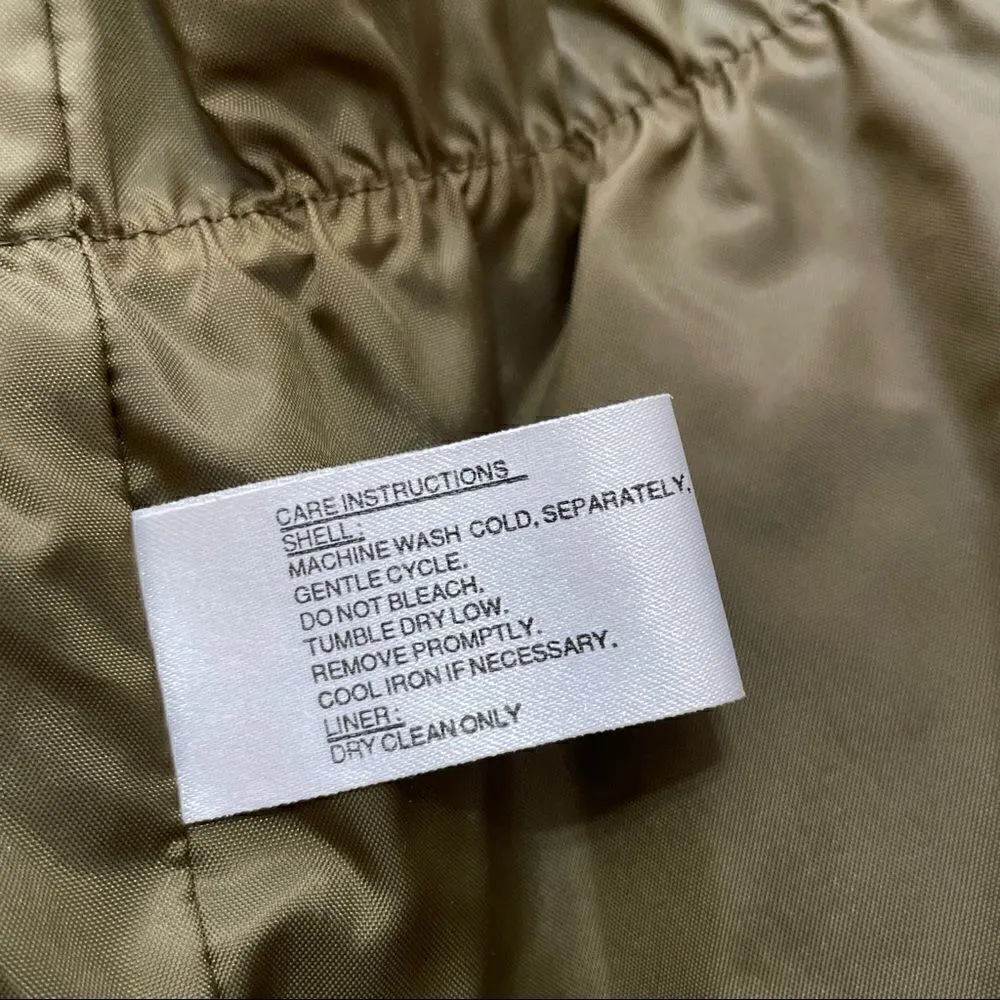 CARE INSTRUCTIONS
SHELL:
MACHINE WASH COLD, SEPARATELY.
GENTLE CYCLE.
DO NOT BLEACH.
TUMBLE DRY LOW.
REMOVE PROMPTLY.
COOL IRON IF NECESSARY.
LINER:
DRY CLEAN ONLY